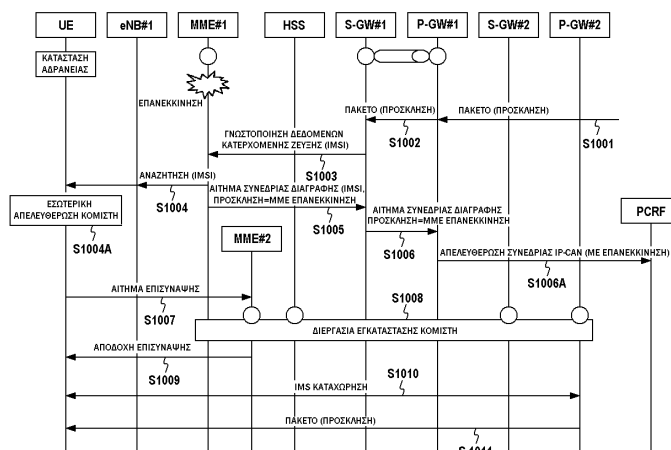 UE eNB#1 MME#1 HSS S-GW#1 P-GW#1 S-GW#2 P-GW#2
ΚΑΤΑΣΤΑΣΗ
ΑΔΡΑΝΕΙΑΣ
ΕΠΑΝΕΚΚΙΝΗΣΗ
ΠΑΚΕΤΟ (ΠΡΟΣΚΛΗΣΗ)
ΠΑΚΕΤΟ (ΠΡΟΣΚΛΗΣΗ)
S1002
S1001
ΓΝΩΣΤΟΠΟΙΗΣΗ ΔΕΔΟΜΕΝΩΝ
ΚΑΤΕΡΧΟΜΕΝΗΣ ΖΕΥΞΗΣ (IMSI)
S1003
ΑΝΑΖΗΤΗΣΗ (IMSI)
S1004
ΑΙΤΗΜΑ ΣΥΝΕΔΡΙΑΣ ΔΙΑΓΡΑΦΗΣ (IMSI,
ΠΡΟΣΚΛΗΣΗ=MME ΕΠΑΝΕΚΚΙΝΗΣΗ)
S1005
ΕΣΩΤΕΡΙΚΗ
ΑΠΕΛΕΥΘΕΡΩΣΗ ΚΟΜΙΣΤΗ
S1004A
ΑΙΤΗΜΑ ΣΥΝΕΔΡΙΑΣ ΔΙΑΓΡΑΦΗΣ
ΠΡΟΣΚΛΗΣΗ=MME ΕΠΑΝΕΚΚΙΝΗΣΗ)
S1006
PCRF
MME#2
ΑΠΕΛΕΥΘΕΡΩΣΗ ΣΥΝΕΔΡΙΑΣ IP-CAN (ΜΕ ΕΠΑΝΕΚΚΙΝΗΣΗ)
S1006A
ΑΙΤΗΜΑ ΕΠΙΣΥΝΑΨΗΣ
S1007
S1008
ΔΙΕΡΓΑΣΙΑ ΕΓΚΑΤΑΣΤΑΣΗΣ ΚΟΜΙΣΤΗ
ΑΠΟΔΟΧΗ ΕΠΙΣΥΝΑΨΗΣ
S1009
S1010
IMS ΚΑΤΑΧΩΡΗΣΗ
ΠΑΚΕΤΟ (ΠΡΟΣΚΛΗΣΗ)